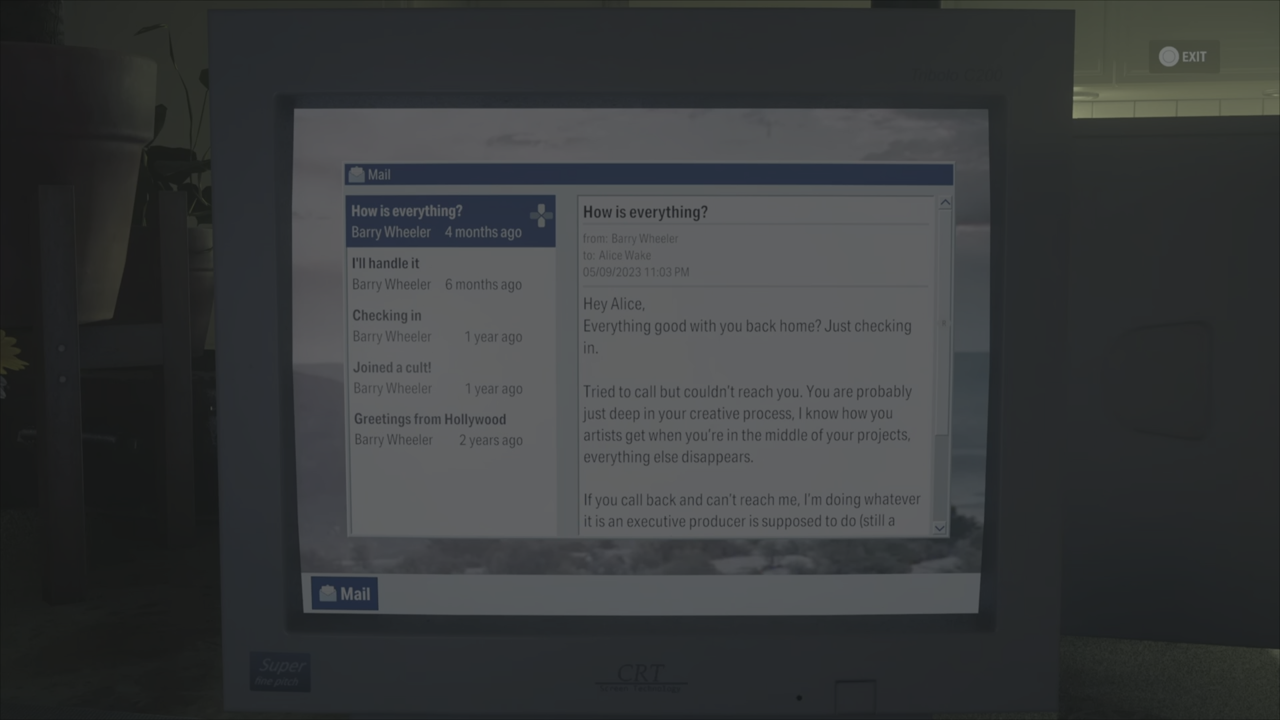 EXIT
Mail
How is everything?
Barry Wheeler 4 months ago
I'll handle it
Barry Wheeler 6 months ago
Checking in
Barry Wheeler 1 year ago
Joined a cult!
Barry Wheeler 1 year ago
Greetings from Hollywood
Barry Wheeler 2 years ago
How is everything?
from: Barry Wheeler
to: Alice Wake
05/09/2023 11:03 PM
Hey Alice,
Everything good with you back home? Just checking
in.
Tried to call but couldn't reach you. You are probably
just deep in your creative process, I know how you
artists get when you're in the middle of your projects,
everything else disappears.
If you call back and can't reach me, I'm doing whatever
it is an executive producer is supposed to do (still a
Mail
Super
fine pitch
CRT
Technology